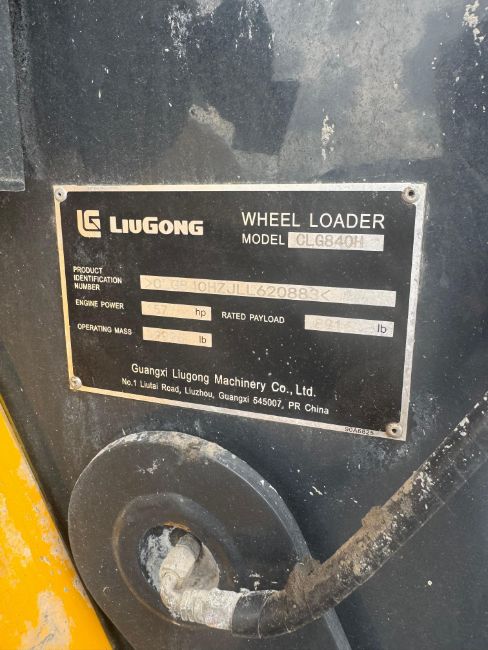 LG LIUGONG
WHEEL LOADER
MODEL CLG840H
PRODUCT
IDENTIFICATION
NUMBER
ENGINE POWER hp
RATED PAYLOAD lb
OPERATING MASS lb
Guangxi Liugong Machinery Co., Ltd.
No.1 Liutai Road, Liuzhou, Guangxi 545007, PR China